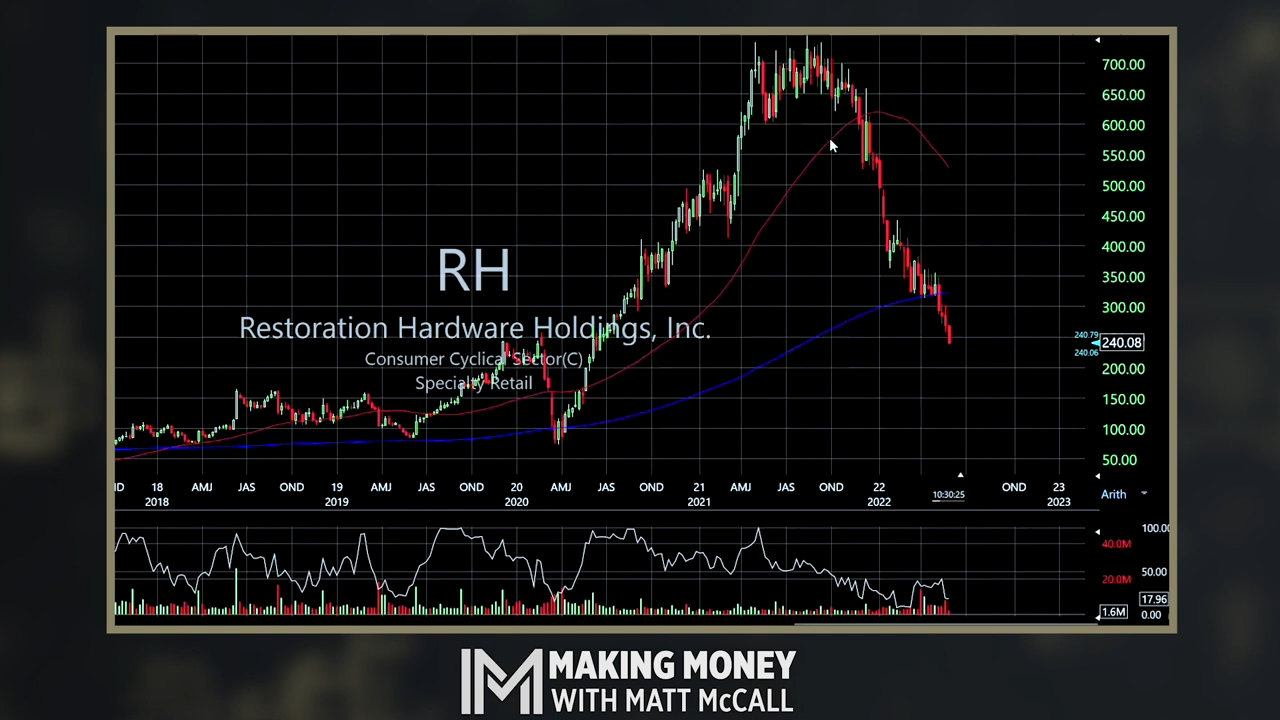 700.00
650.00
600.00
550.00
500.00
450.00
400.00
350.00
300.00
240.79
240.08
240.06
200.00
150.00
100.00
50.00
RH
Restoration Hardware Holdings, Inc.
Consumer Cyclical Sector(C)
Specialty Retail
18 AMJ JAS OND 19 AMJ JAS OND 20 AMJ JAS OND 21 AMJ JAS OND 22 OND 23
2018 2019 2020 2021 2022 10:30:25 2023
Arith
100.00
40.0M
50.00
20.0M
17.96
1.6M
0.00
MAKING MONEY
WITH MATT McCALL